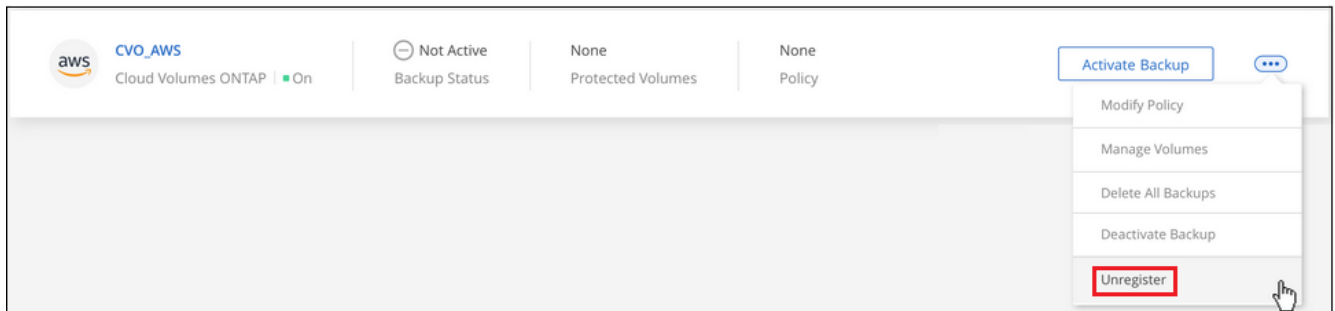 aws
CVO_AWS
Cloud Volumes ONTAP
On
Not Active
Backup Status
None
Protected Volumes
None
Policy
Activate Backup
Modify Policy
Manage Volumes
Delete All Backups
Deactivate Backup
Unregister